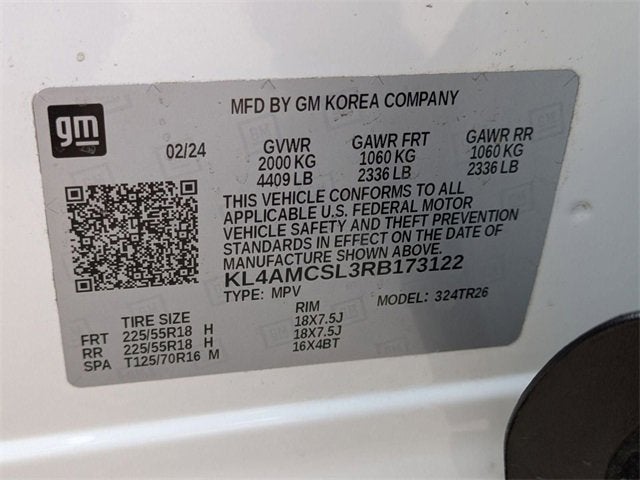 gm
MFD BY GM KOREA COMPANY
02/24 GVWR GAWR FRT GAWR RR
2000 KG 1060 KG 1060 KG
4409 LB 2336 LB 2336 LB
THIS VEHICLE CONFORMS TO ALL
APPLICABLE U.S. FEDERAL MOTOR
VEHICLE SAFETY AND THEFT PREVENTION
STANDARDS IN EFFECT ON THE DATE OF
MANUFACTURE SHOWN ABOVE.
KL4AMCSL3RB173122
TYPE: MPV MODEL: 324TR26
TIRE SIZE RIM
FRT 225/55R18 H 18X7.5J
RR 225/55R18 H 18X7.5J
SPA T125/70R16 M 16X4BT